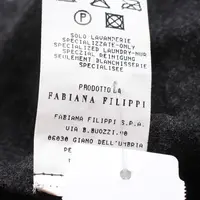 SOLO LAVANDERIE
SPECIALIZZATE-ONLY
SPECIALIZED LAUNDRY-NUR
SPEZIAL REINIGUNG
SEULEMENT BLANCHISSERIE
SPECIALISEE
PRODOTTO DA
FABIANA FILIPPI
FABIANA FILIPPI S.P.A.
VIA B.BUOZZI,90
06030 GIANO DELL'UMBRIA